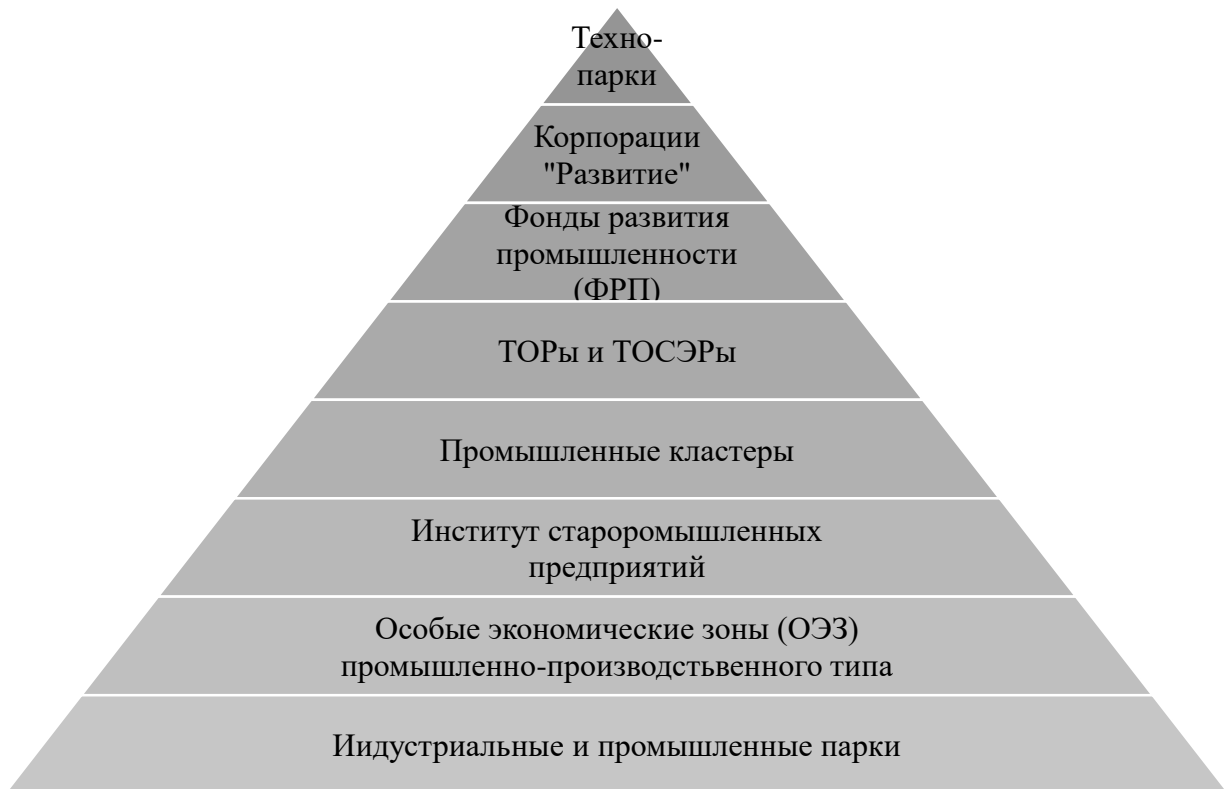 Техно-
парки
Корпорации
"Развитие"
Фонды развития
промышленности
(ФРП)
ТОРы и ТОСЭРы
Промышленные кластеры
Институт староромышленных
предприятий
Особые экономические зоны (ОЭЗ)
промышленно-производстьвенного типа
Иидустриальные и промышленные парки